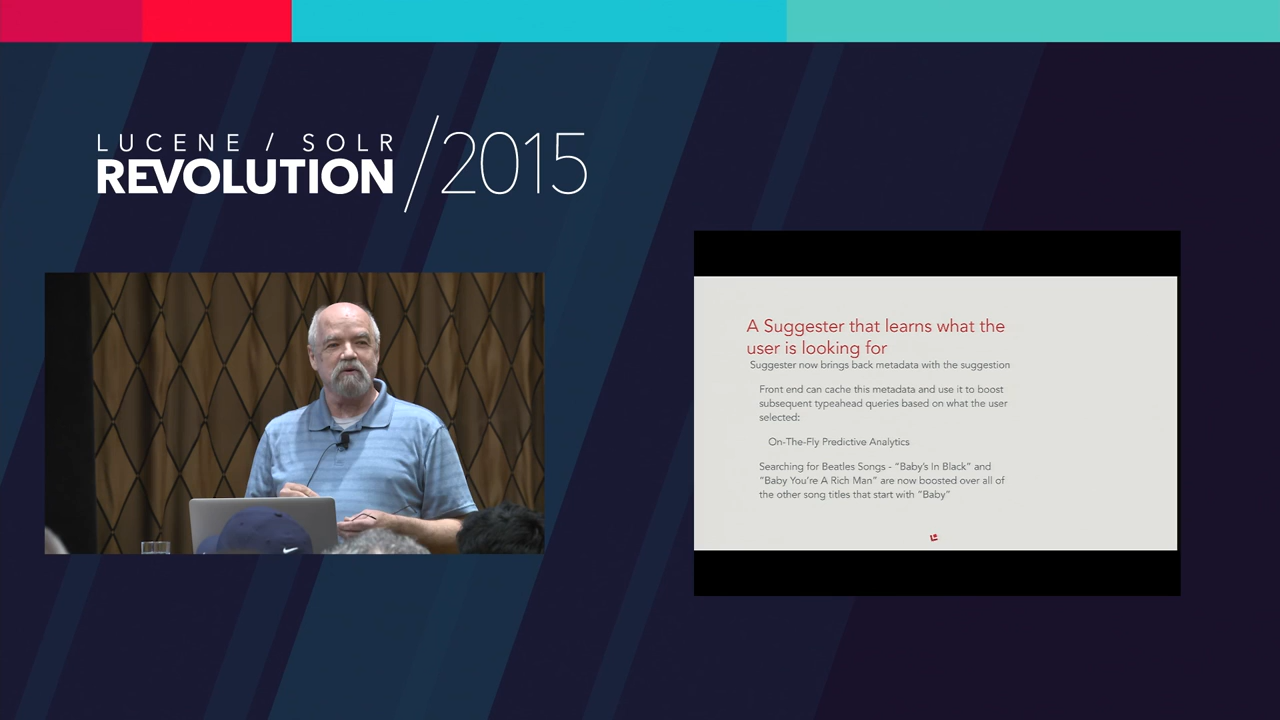 LUCENE / SOLR
REVOLUTION /2015
A Suggester that learns what the
user is looking for
Suggester now brings back metadata with the suggestion
Front end can cache this metadata and use it to boost
subsequent typeahead queries based on what the user
selected:
On-The-Fly Predictive Analytics
Searching for Beatles Songs - “Baby’s In Black” and
“Baby You’re A Rich Man” are now boosted over all of
the other song titles that start with “Baby”